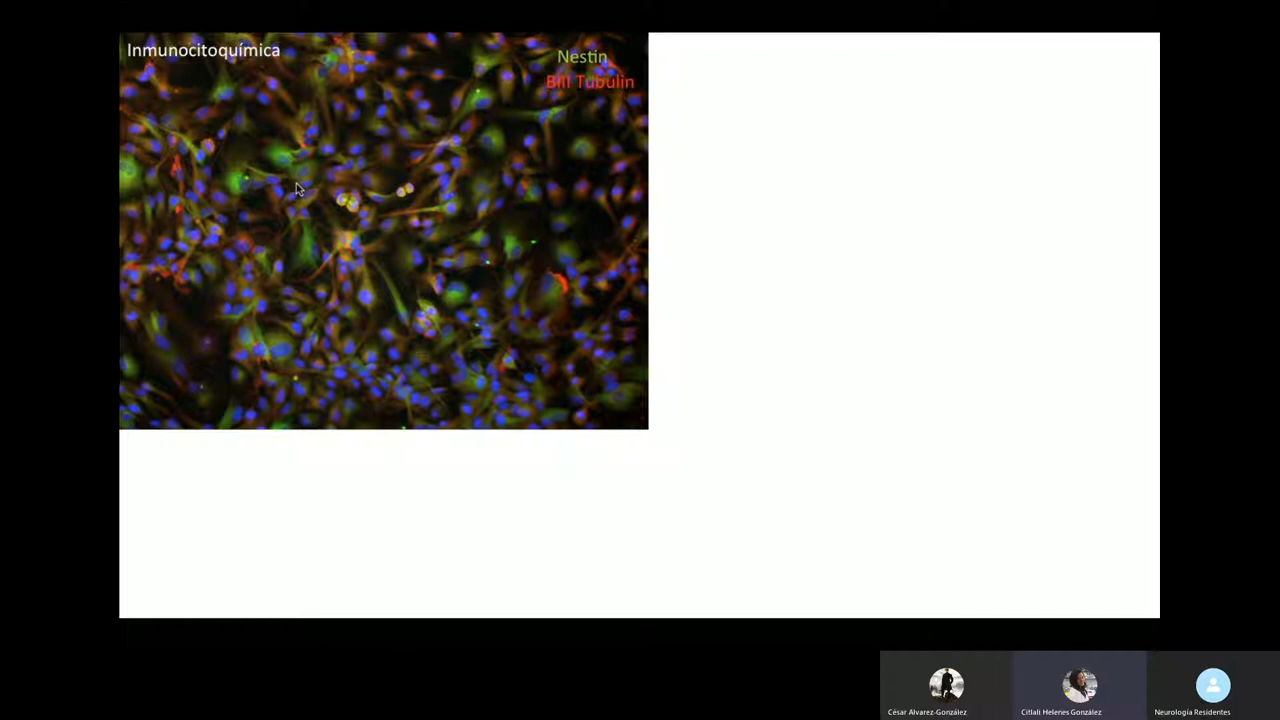 Inmunocitoquímica
Nestin
BIII Tubulin
César Alvarez-González
Citlali Helenes González
Neurología Residentes